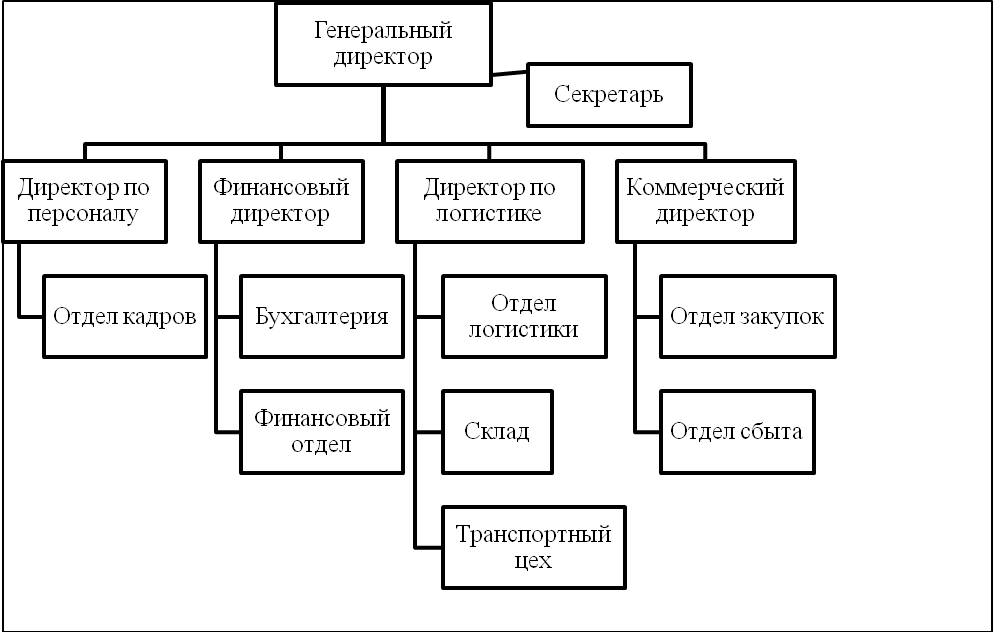 Генеральный
директор
Секретарь
Директор по
персоналу
Финансовый
директор
Директор по
логистике
Коммерческий
директор
Отдел кадров
Бухгалтерия
Отдел
логистики
Отдел закупок
Финансовый
отдел
Склад
Отдел сбыта
Транспортный
цех